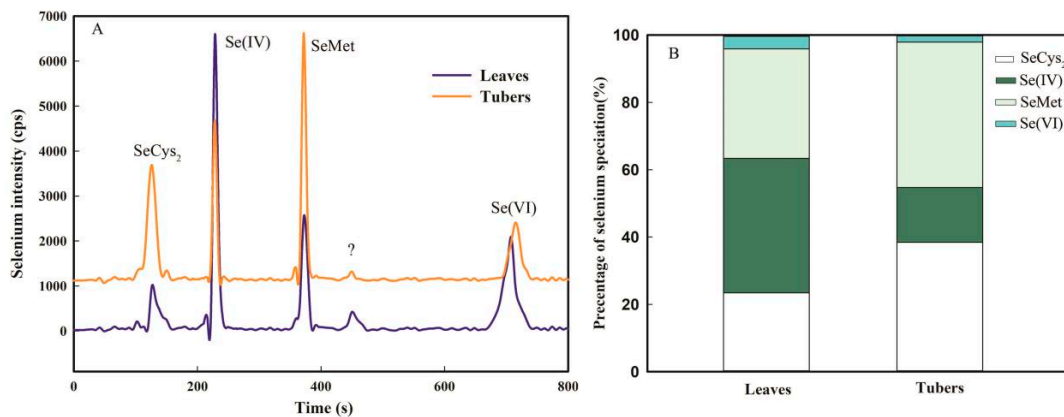 A
7000
6000
5000
4000
3000
2000
1000
0
Selenium intensity (cps)
SeCys₂
Se(IV)
SeMet
?
Se(VI)
Leaves
Tubers
0 200 400 600 800
Time (s)
B
100
80
60
40
20
0
Precentage of selenium speciation(%)
SeCys₂
Se(IV)
SeMet
Se(VI)
Leaves Tubers